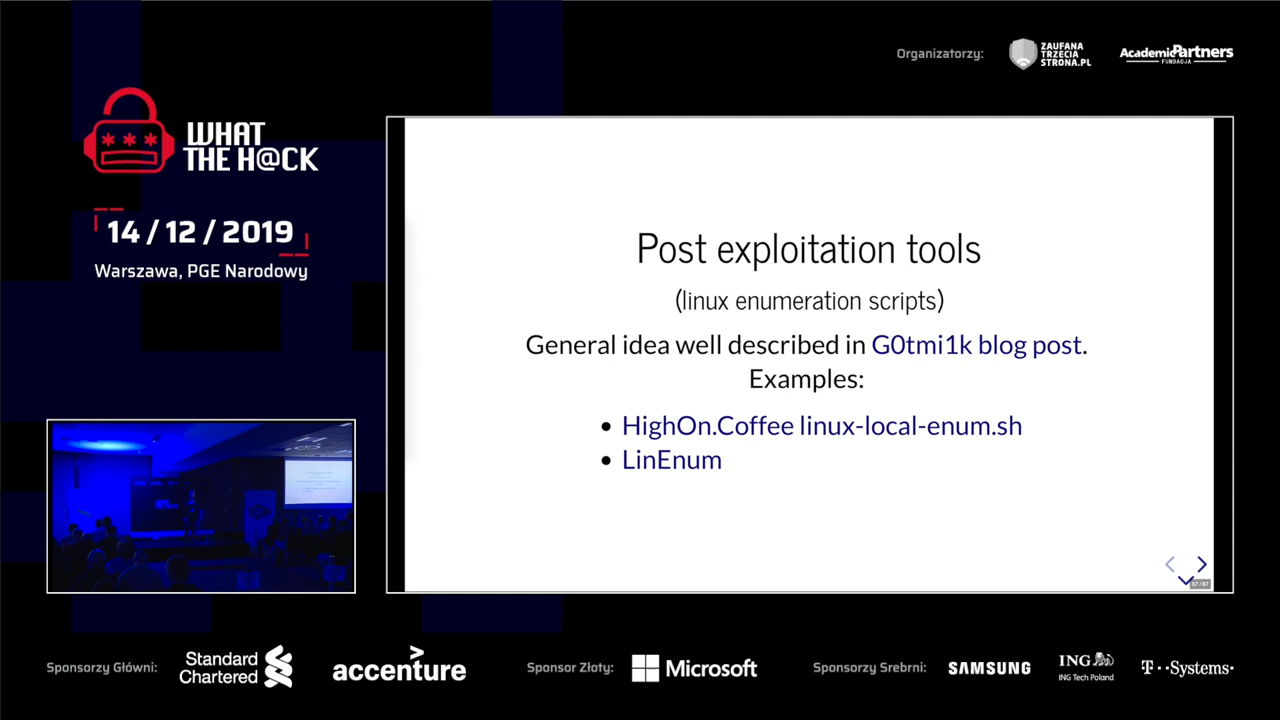 Organizatorzy:
ZAUFANA
TRZECIA
STRONA.PL
AcademicPartners
FUNDACJA
WHAT
THE H@CK
14 / 12 / 2019
Warszawa, PGE Narodowy
Post exploitation tools
(linux enumeration scripts)
General idea well described in G0tmi1k blog post.
Examples:
• HighOn.Coffee linux-local-enum.sh
• LinEnum
57 / 87
Sponsorzy Główni:
Standard
Chartered
accenture
Sponsor Złoty:
Microsoft
Sponsorzy Srebrni:
SAMSUNG
ING
ING Tech Poland
T · · Systems ·